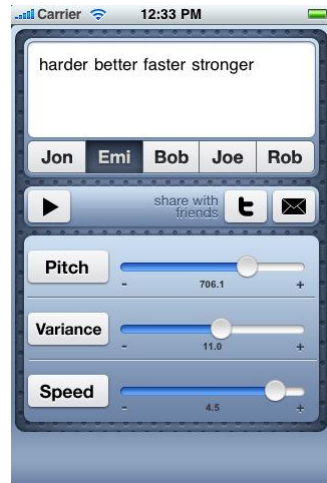 Carrier 12:33 PM
harder better faster stronger
Jon Emi Bob Joe Rob
share with
friends
Pitch
- 706.1 +
Variance
- 11.0 +
Speed
- 4.5 +